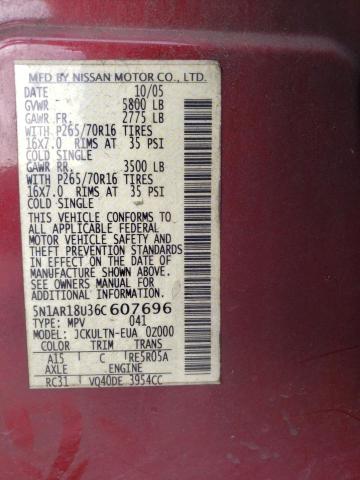 MFD BY NISSAN MOTOR CO., LTD.
DATE 10/05
GVWR 5800 LB
GAWR FR. 2775 LB
WITH P265/70R16 TIRES
16X7.0 RIMS AT 35 PSI
COLD SINGLE
GAWR RR. 3500 LB
WITH P265/70R16 TIRES
16X7.0 RIMS AT 35 PSI
COLD SINGLE
THIS VEHICLE CONFORMS TO
ALL APPLICABLE FEDERAL
MOTOR VEHICLE SAFETY AND
THEFT PREVENTION STANDARDS
IN EFFECT ON THE DATE OF
MANUFACTURE SHOWN ABOVE.
SEE OWNERS MANUAL FOR
ADDITIONAL INFORMATION
5N1AR18U36C607696
TYPE: MPV 041
MODEL: JCKULTN-EUA 0Z000
COLOR TRIM TRANS
A15 C RE5R05A
AXLE ENGINE
RC31 VQ40DE 3954CC